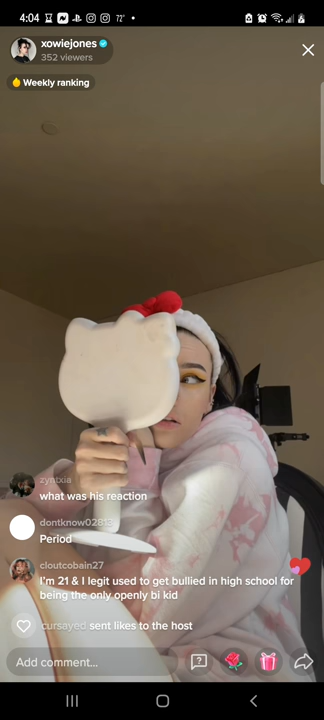 4:04
72°
xowiejones
352 viewers
Weekly ranking
zyntxia
what was his reaction
dontknow02813
Period
cloutcobain27
I'm 21 & I legit used to get bullied in high school for
being the only openly bi kid
cursayed sent likes to the host
Add comment...